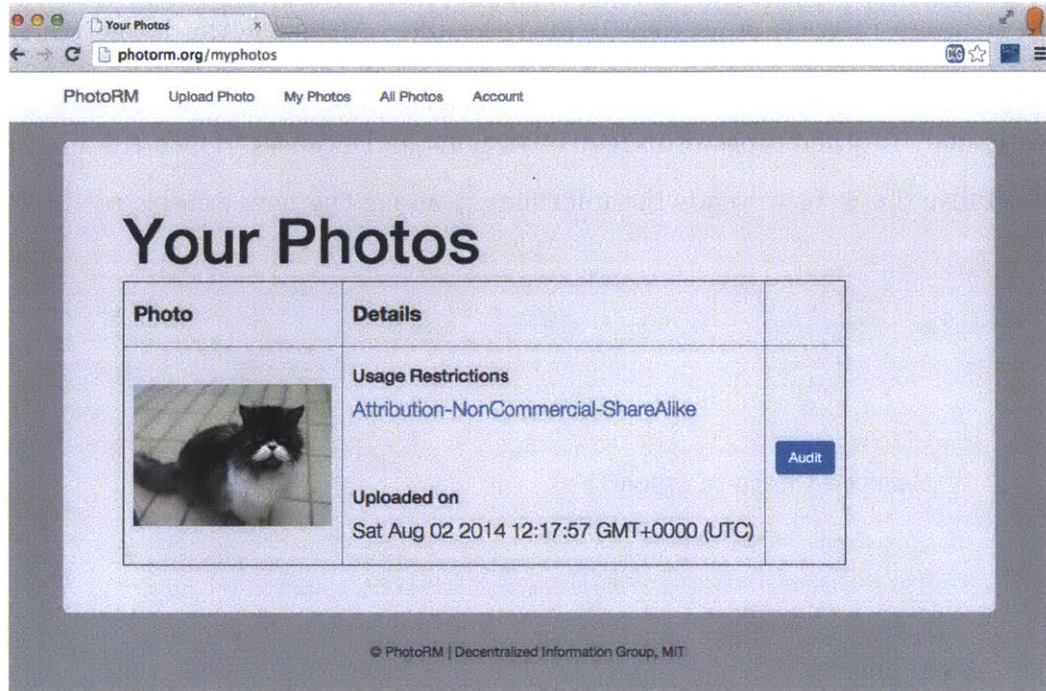 Your Photos
photorm.org/myphotos
PhotoRM Upload Photo My Photos All Photos Account
Your Photos
Photo Details
Usage Restrictions
Attribution-NonCommercial-ShareAlike
Audit
Uploaded on
Sat Aug 02 2014 12:17:57 GMT+0000 (UTC)
© PhotoRM | Decentralized Information Group, MIT